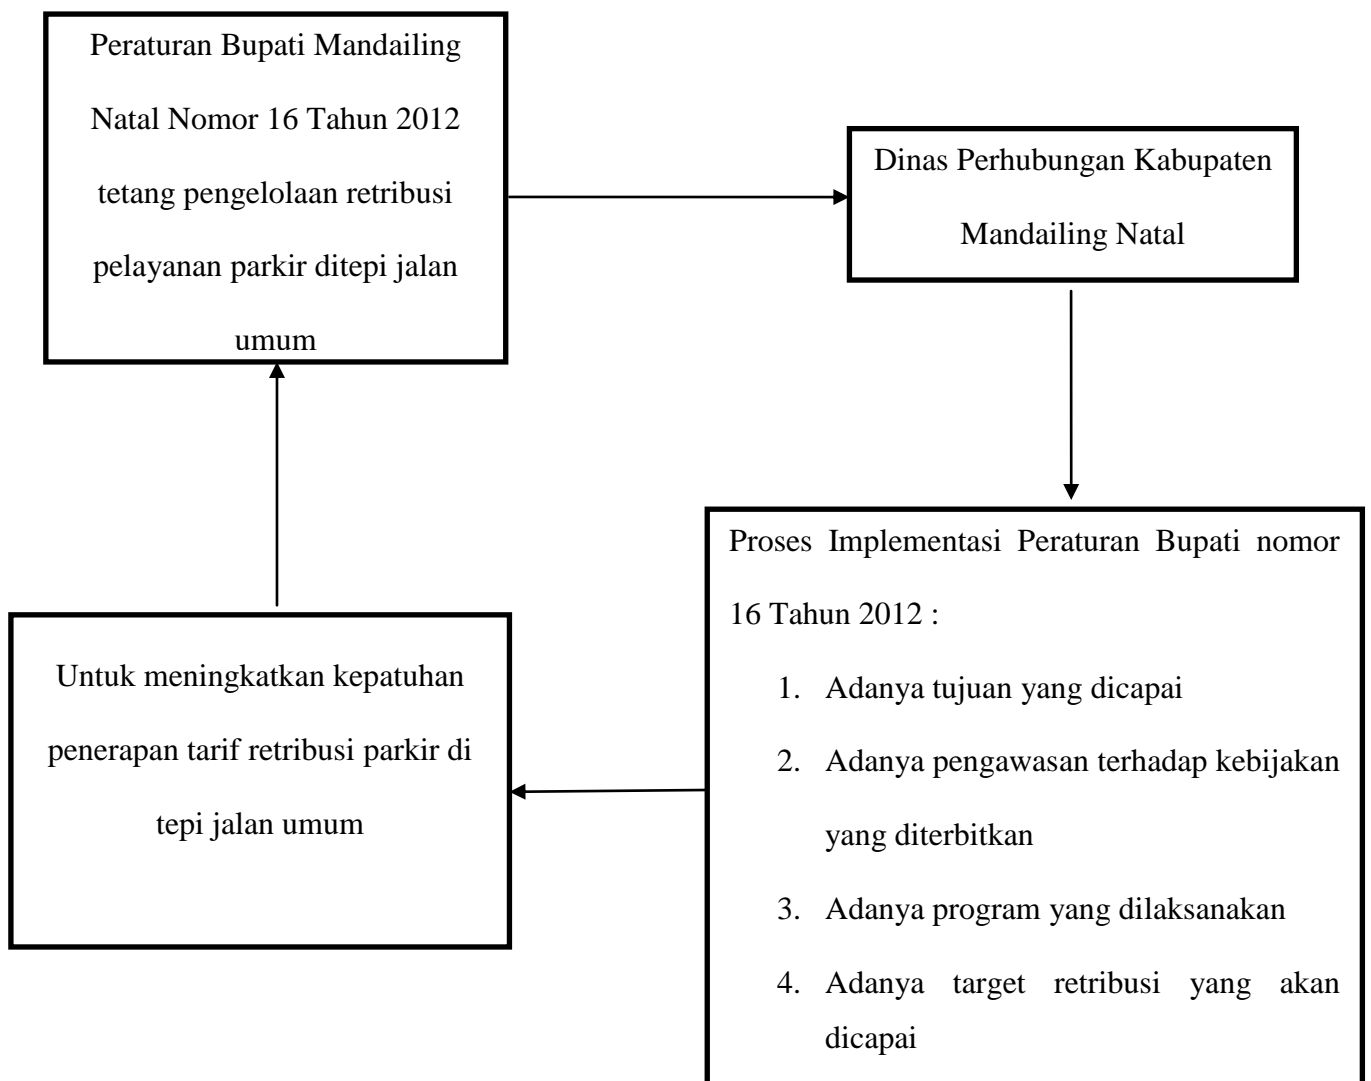 Peraturan Bupati Mandailing
Natal Nomor 16 Tahun 2012
tetang pengelolaan retribusi
pelayanan parkir ditepi jalan
umum
Dinas Perhubungan Kabupaten
Mandailing Natal
Proses Implementasi Peraturan Bupati nomor
16 Tahun 2012 :
1. Adanya tujuan yang dicapai
2. Adanya pengawasan terhadap kebijakan
yang diterbitkan
3. Adanya program yang dilaksanakan
4. Adanya target retribusi yang akan
dicapai
Untuk meningkatkan kepatuhan
penerapan tarif retribusi parkir di
tepi jalan umum